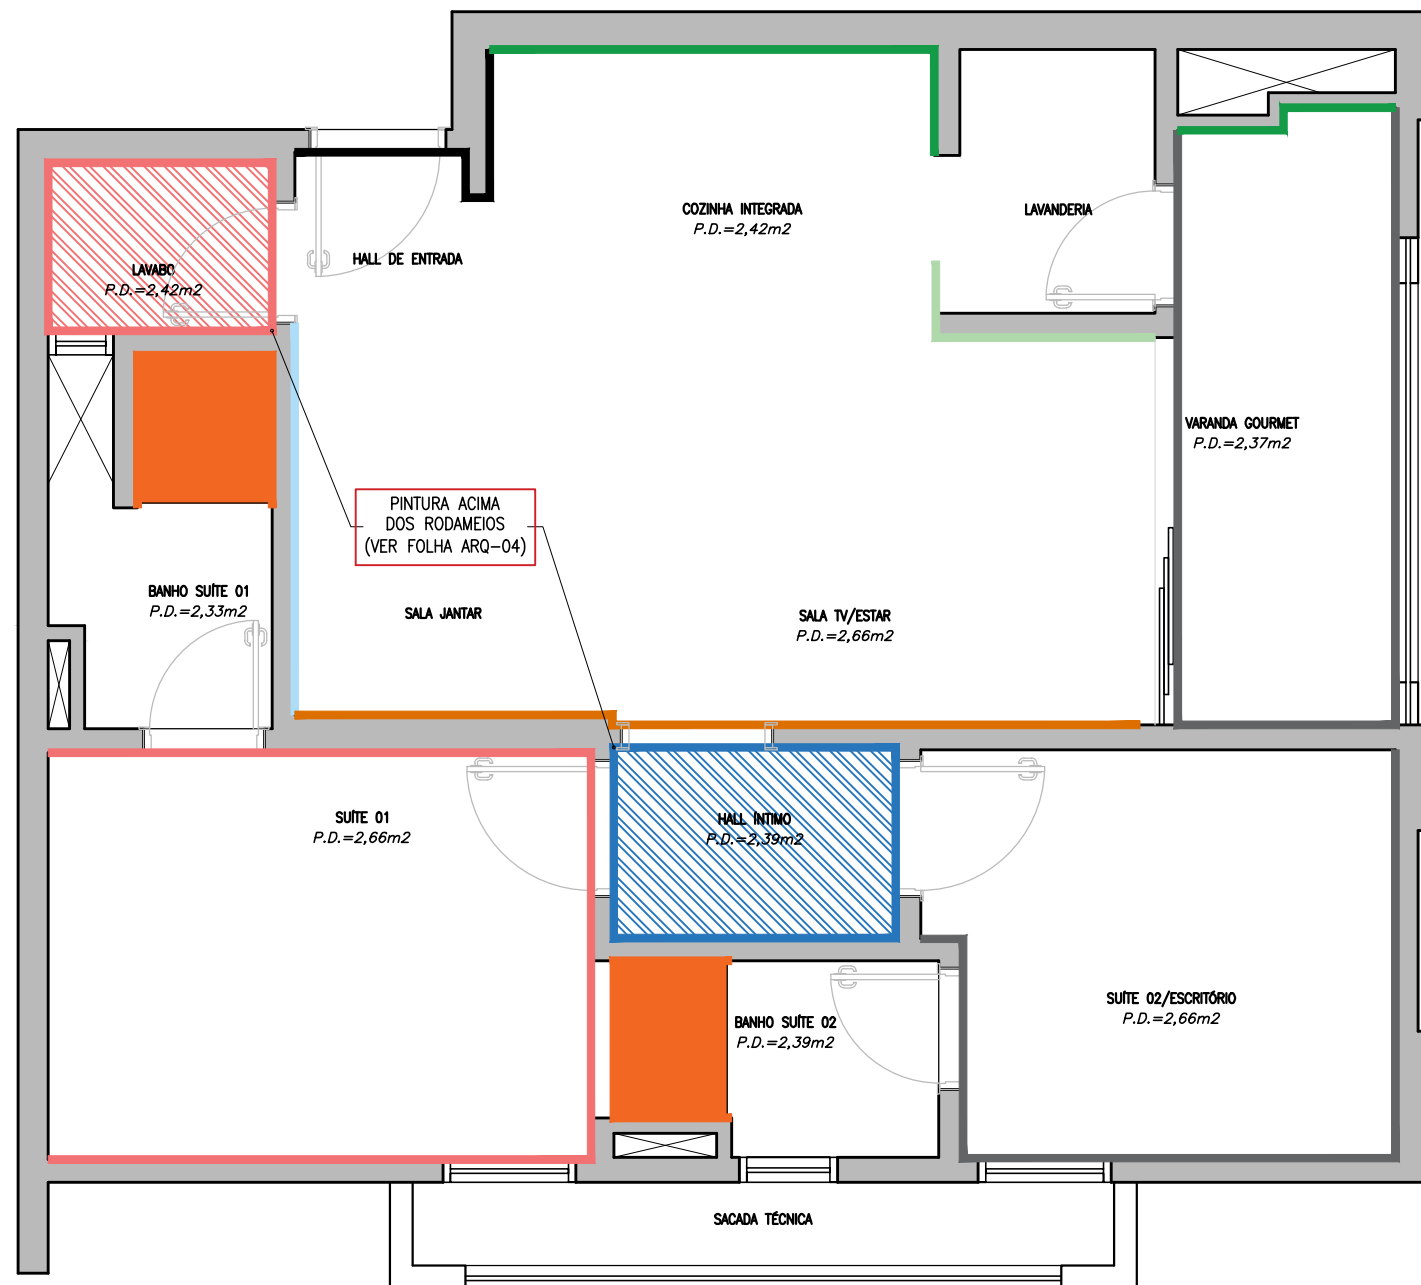 COZINHA INTEGRADA
P.D.=2,42m2
LAVANDERIA
HALL DE ENTRADA
LAVABO
P.D.=2,42m2
VARANDA GOURMET
P.D.=2,37m2
PINTURA ACIMA
DOS RODAMEIOS
(VER FOLHA ARQ-04)
BANHO SUÍTE 01
P.D.=2,33m2
SALA JANTAR
SALA TV/ESTAR
P.D.=2,66m2
SUÍTE 01
P.D.=2,66m2
HALL ÍNTIMO
P.D.=2,39m2
SUÍTE 02/ESCRITÓRIO
P.D.=2,66m2
BANHO SUÍTE 02
P.D.=2,39m2
SACADA TÉCNICA